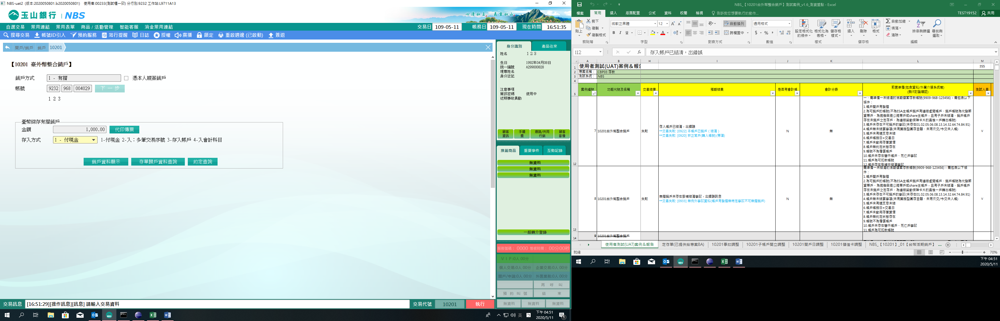 NBS-uat2 (版本:2020050801.b2020050801) 使用者:00233(測試櫃一卯) 分行別:9232 工作站:L9711A13
玉山銀行 | NBS
心清如玉，義重如山。
自選交易 常用連結 常用表單 商品 / 活動管理 智能客服 消金常用連結
交易日 109-05-11 帳務日 109-05-11 現在時間 16:51:35
搜尋交易 帳號ID引入 預約服務 蒞行提醒 日誌 授權 廣播 鎖定 重啟週邊 (已啟動) 簽退
開戶/銷戶 銷戶 10201
【10201 臺外幣整合銷戶】
銷戶方式 1 - 有摺 憑本人親簽銷戶
帳號 9232 968 004029 下一步
1 2 3
臺幣綜存有摺銷戶
金額 1,000.00 代印傳票
存入方式 1 - 付現金 1-付現金 2-入：多筆交易序號 3-存入帳戶 4-入會計科目
銷戶資料顯示 存單歸戶資料查詢 約定查詢
身分識別 產品往來
姓名 1 2 3
生日 1992年04月08日
統一編號 A299000828
理專姓名
身分註記
注意事項
簡訊密碼 使用中
近期事故異動
顧客資訊 手續費 通路/共同行銷 顧客影像
推薦商品 重要事件 互動記錄
無資料
無資料
無資料
一般轉介登錄
服務號碼： 0000 等候時間： 00分00秒
V I P:0人 00分
個人交易:0人 00分 企業交易:0人 00分
開戶/申請:0人 00分 外匯業務:0人 00分
再 呼 叫
預 約 叫 號 結 束
無資料 無資料 無資料
交易訊息 [16:51:29][操作訊息][訊息] 請輸入交易資料 交易代號 10201 執行
英 下午 04:51
2020/5/11
NBS_【10201台外幣整合銷戶】測試案例_v1.6_測資盤點 - Excel
檔案 常用 插入 版面配置 公式 資料 校閱 檢視 告訴我您想要執行的動作... TEST19152 共用
貼上 剪下 複製 複製格式 剪貼簿
微軟正黑體 12 B I U 字型
自動換列 跨欄置中 對齊方式
通用格式 $ % 數值
設定格式化的條件 格式化為表格 儲存格樣式 樣式
插入 刪除 格式 儲存格
自動加總 填滿 清除 排序與篩選 尋找與選取 編輯
I12 fx 存入帳戶已結清，出錯誤
A B H I J K L M
1 使用者測試(UAT)案例＆報告 355
2 專案名稱： CBP03 存款
3 測試系統： NBS
4
5 案例編號 功能代號及名稱 交易結果 預期結果 是否有會計帳 會計分錄 前置準備(包含資料/外圍介接系統等)
(與IT討論確認) 測試人員
12 7 10201台外幣整合銷戶 失敗
存入帳戶已結清，出錯誤
**交易失敗: [0922] 本帳戶已銷戶 ( 結清 )
**交易失敗: [0920] 非正常戶(轉入帳號)(專項)
N 無
一、需準備一未結清的活期儲蓄存款帳號(9909-968-123456)，需包含以下條件：
1.帳戶開戶有發摺
2.為可銷戶的帳號(不為ESA主帳戶銷戶有連結虛擬帳戶、銷戶帳號為代發薪資專戶、為提撥自提公提專戶或share主帳戶，且有子戶未結清、銷戶帳戶存在未銷戶之定存戶、為連結勞動保障卡片的最後一戶轉出帳號)
3.帳戶未存在不可銷戶的事故(未存在01.02.05.06.08.13.14.32.64.74.84.91)
4.帳戶無未結算事項(未有業務型圈存金額、未有次交/今交未入帳)
5.帳戶未有透支息未結
6.帳戶帳務日=交易日
7.帳戶未動用存單質借
8.帳戶無約定狀態存在
9.帳號不為備償帳戶
10.帳戶未存在警示帳戶、死亡戶事故
11.帳戶為可扣款帳號
12.帳戶存在掛補並結清事故
V
13 8 10201台外幣整合銷戶 失敗
無摺銷戶未存在掛補結清事故，出錯誤訊息
**交易失敗: [0933] 無例外事故資料(帳戶有發摺無特定事故不可無摺銷戶)
N 無
需準備一未結清的活期儲蓄存款帳號(9909-968-123456)，需包含以下條件：
1.帳戶開戶有發摺
2.為可銷戶的帳號(不為ESA主帳戶銷戶有連結虛擬帳戶、銷戶帳號為代發薪資專戶、為提撥自提公提專戶或share主帳戶，且有子戶未結清、銷戶帳戶存在未銷戶之定存戶、為連結勞動保障卡片的最後一戶轉出帳號)
3.帳戶未存在不可銷戶的事故(未存在01.02.05.06.08.13.14.32.64.74.84.91)
4.帳戶無未結算事項(未有業務型圈存金額、未有次交/今交未入帳)
5.帳戶未有透支息未結
6.帳戶帳務日=交易日
7.帳戶未動用存單質借
8.帳戶無約定狀態存在
9.帳號不為備償帳戶
10.帳戶未存在警示帳戶、死亡戶事故
11.帳戶為可扣款帳號
V
14 9 10201台外幣整合銷戶
使用者測試(UAT)案例＆報告 定存單(已提供給專案BA) 10201事故調整 10201子帳戶開立調整 10201開戶日調整 10201儲值卡調整 NBS_【10201】_01【台幣活期銷戶】 ...
就緒 70%
下午 04:51
2020/5/11